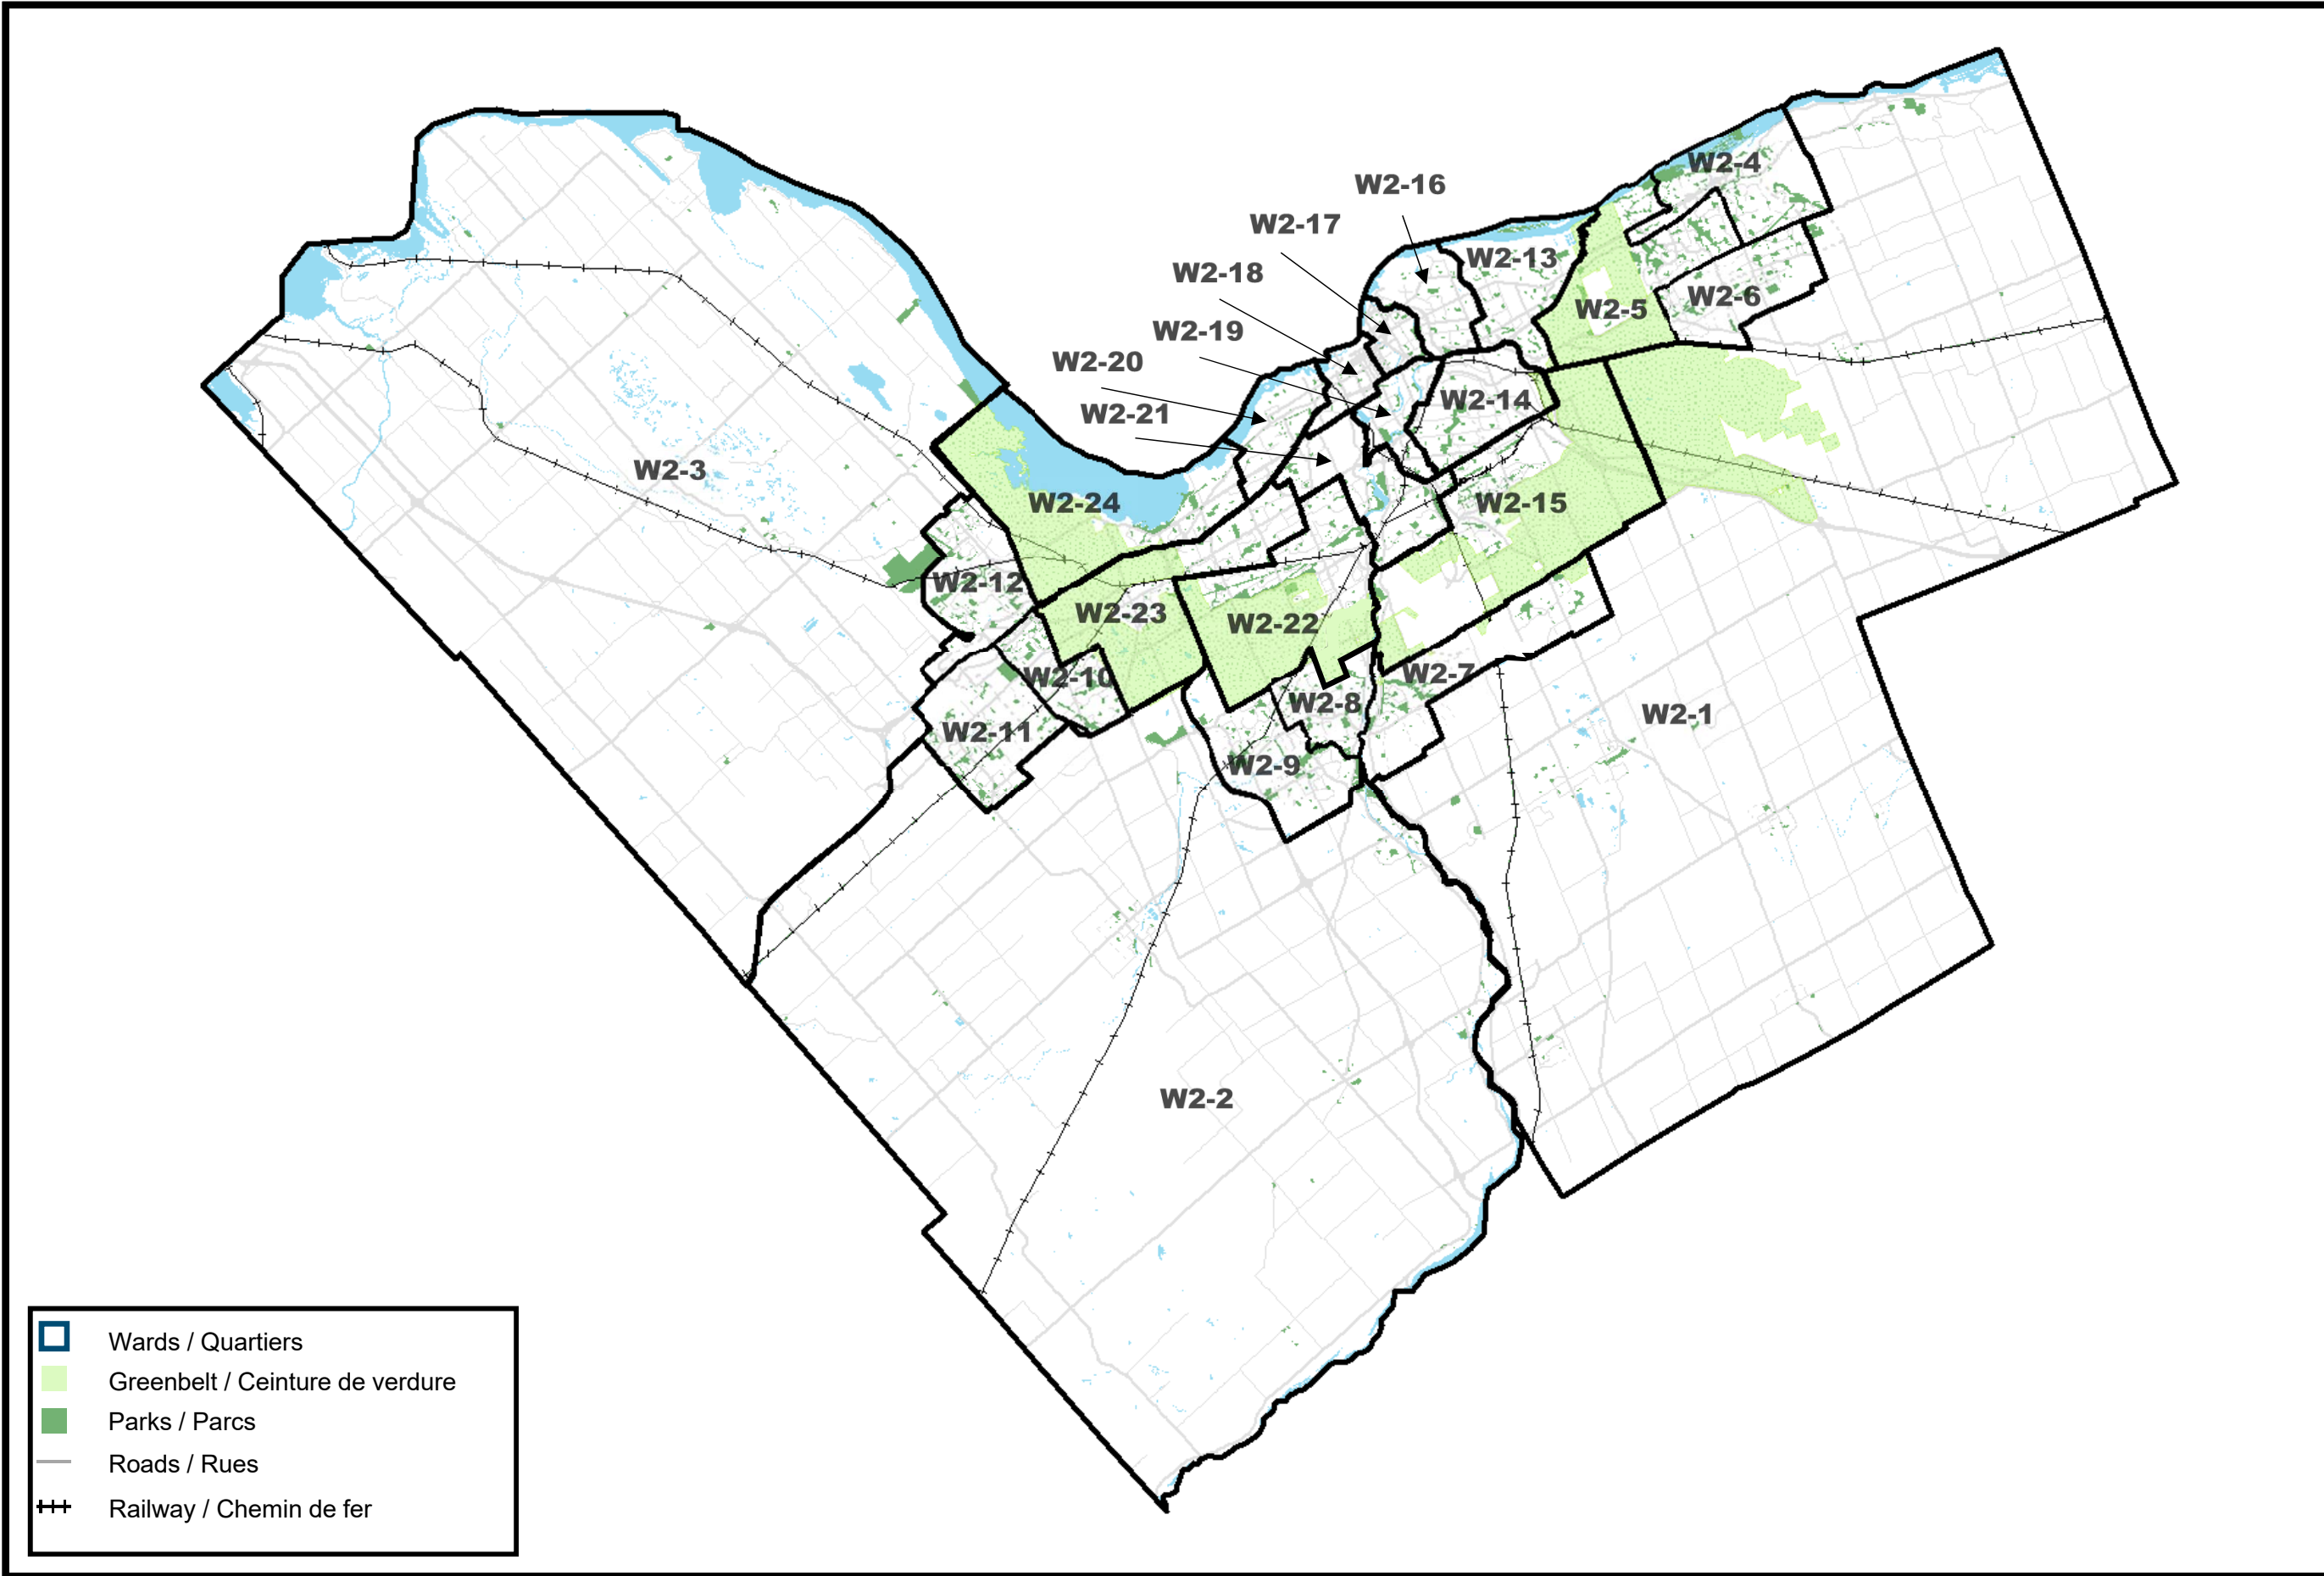 W2-4
W2-16
W2-17
W2-13
W2-18
W2-6
W2-5
W2-19
W2-20
W2-14
W2-21
W2-3
W2-24
W2-15
W2-12
W2-23
W2-22
W2-7
W2-10
W2-8
W2-1
W2-11
W2-9
W2-2
Wards / Quartiers
Greenbelt / Ceinture de verdure
Parks / Parcs
Roads / Rues
Railway / Chemin de fer